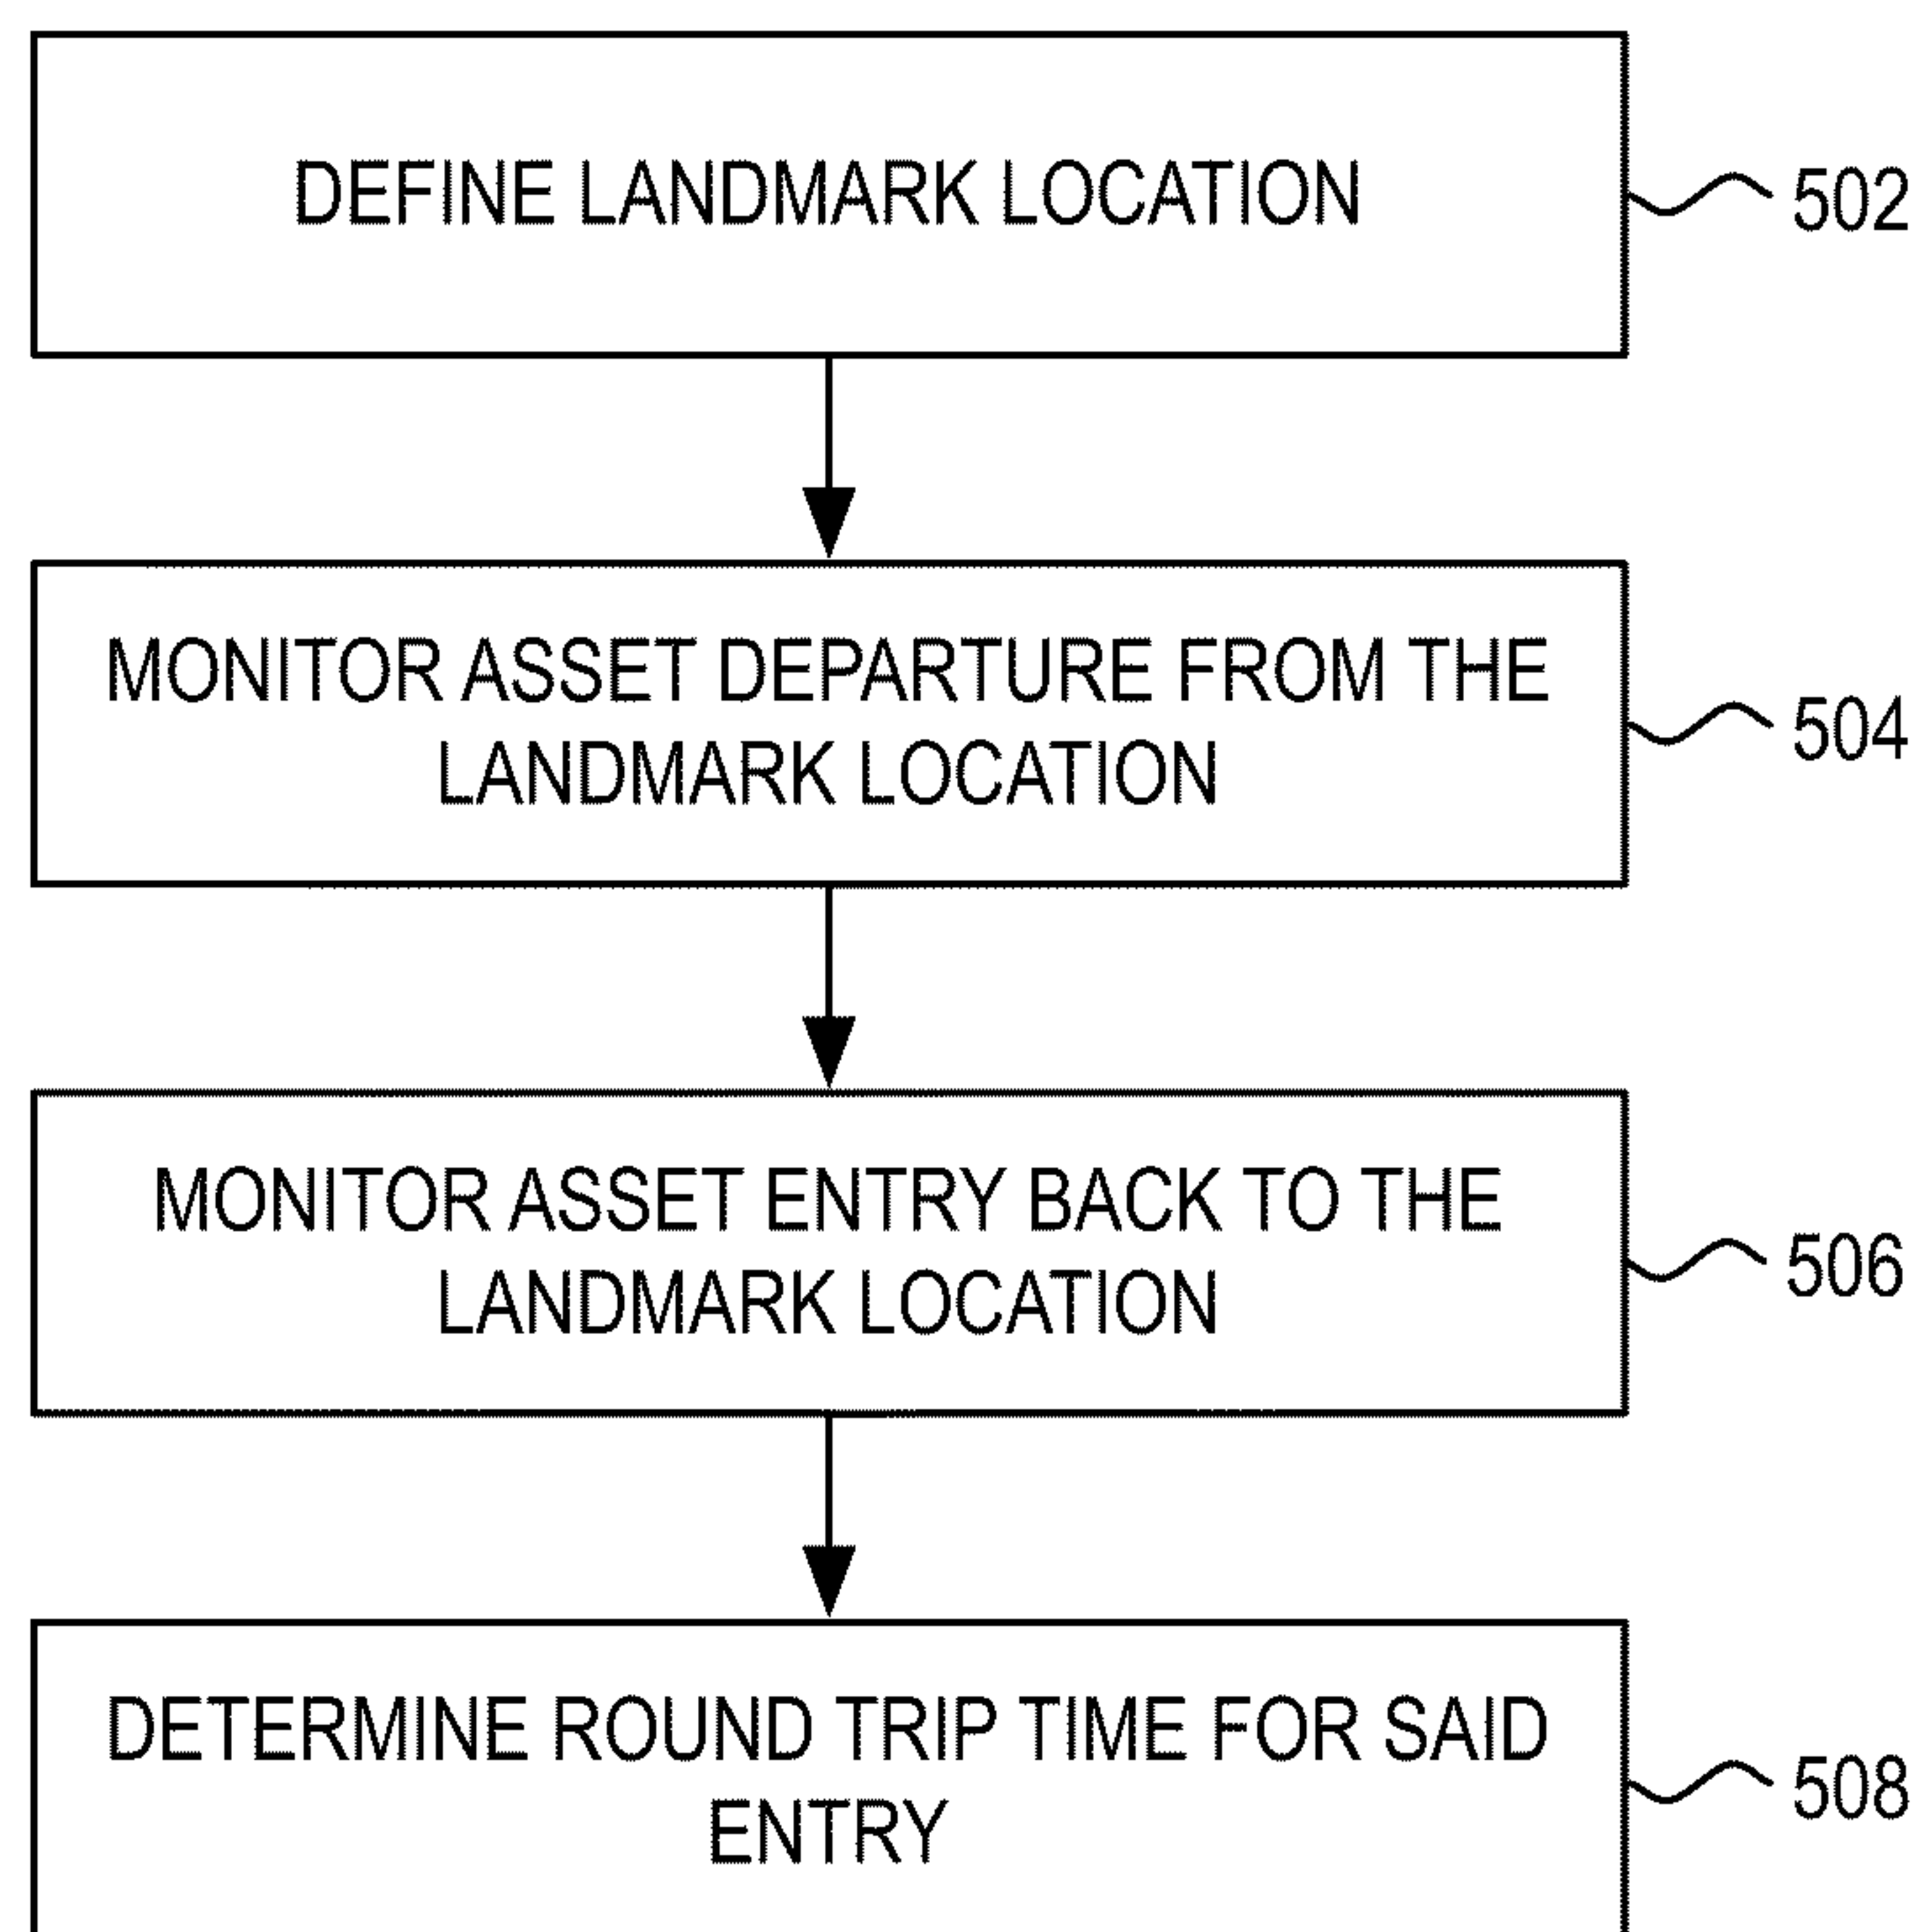 DEFINE LANDMARK LOCATION
502
MONITOR ASSET DEPARTURE FROM THE
LANDMARK LOCATION
504
MONITOR ASSET ENTRY BACK TO THE
LANDMARK LOCATION
506
DETERMINE ROUND TRIP TIME FOR SAID
ENTRY
508